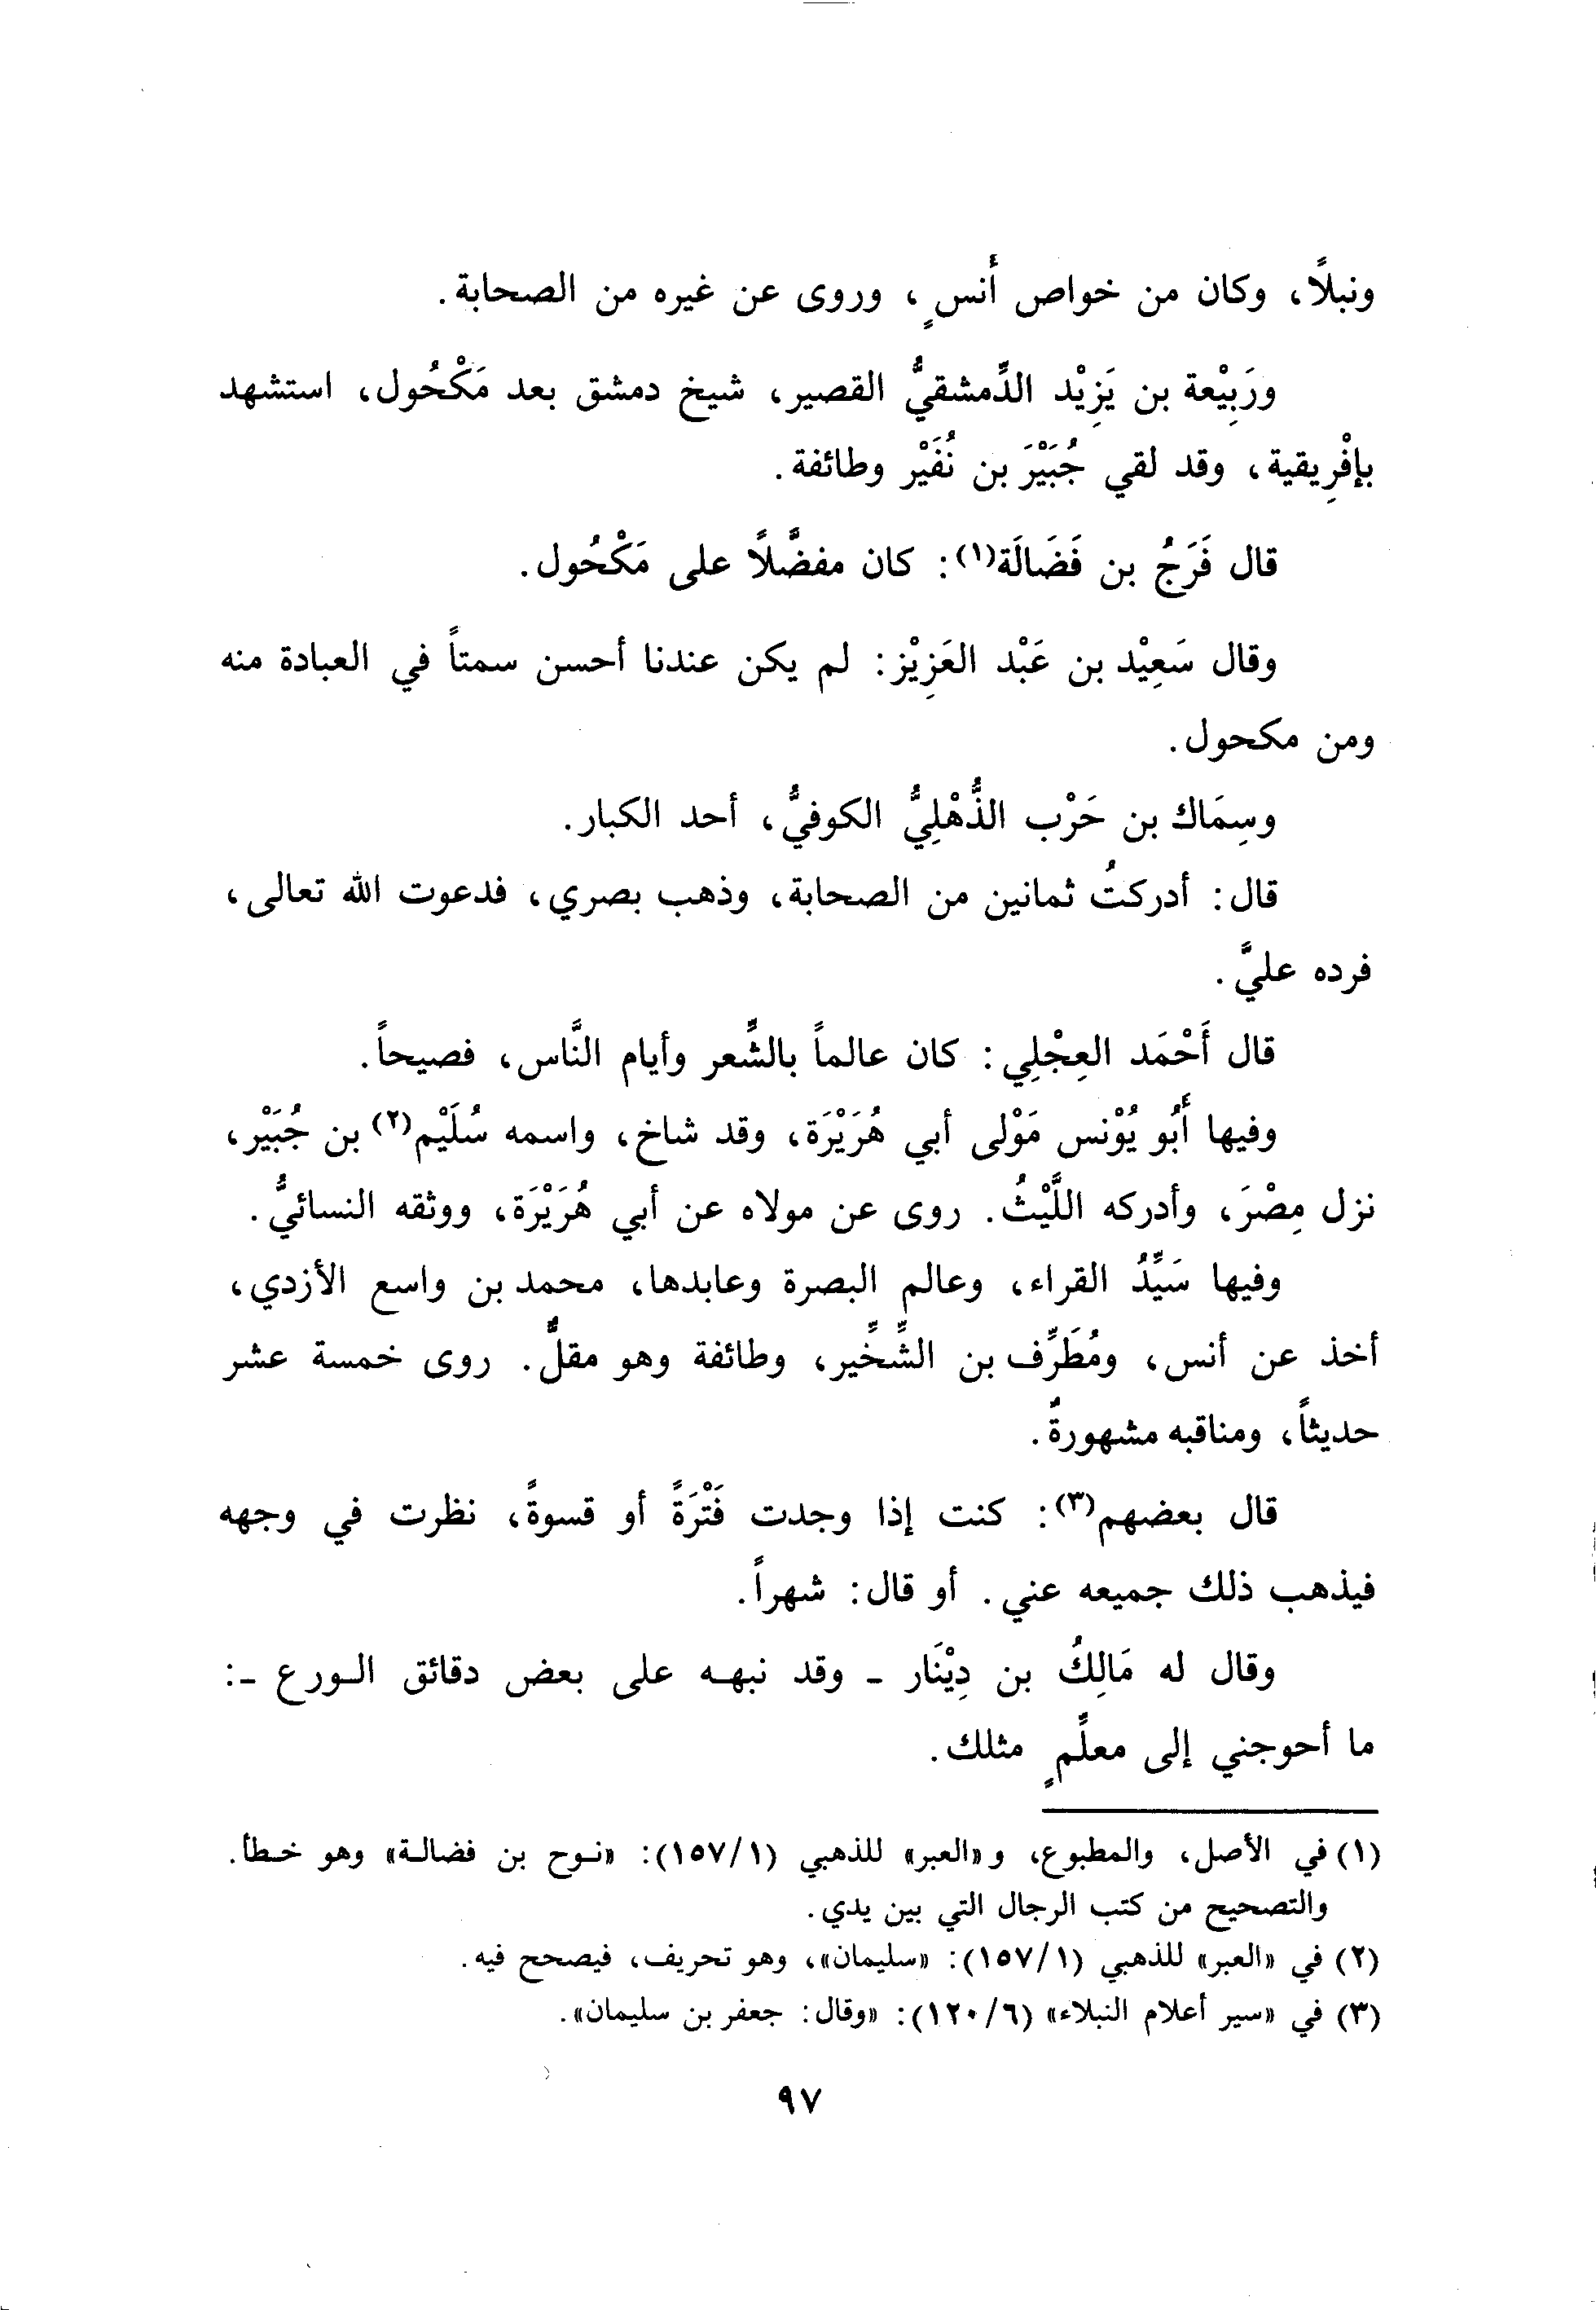 ونبلًا، وكان من خواص أَنسٍ، وروى عن غيره من الصحابة.
ورَبِيْعة بن يَزِيْد الدِّمشقيُّ القصير، شيخ دمشق بعد مَكْحُول، استشهد
بإفْرِيقية، وقد لقي جُبَيْرَ بن نُفَيْر وطائفة.
قال فَرَجُ بن فَضَالَة(١): كان مفضَّلًا على مَكْحُول.
وقال سَعِيْد بن عَبْد العَزِيْز: لم يكن عندنا أحسن سمتاً في العبادة منه
ومن مكحول.
وسِمَاك بن حَرْب الذُّهْلِيُّ الكوفيُّ، أحد الكبار.
قال: أدركتُ ثمانين من الصحابة، وذهب بصري، فدعوت الله تعالى،
فرده عليَّ.
قال أَحْمَد العِجْلِي: كان عالماً بالشِّعر وأيام النَّاس، فصيحاً.
وفيها أَبُو يُوْنس مَوْلى أبي هُرَيْرَة، وقد شاخ، واسمه سُلَيْم(٢) بن جُبَيْر،
نزل مِصْرَ، وأدركه اللَّيْثُ. روى عن مولاه عن أبي هُرَيْرَة، ووثقه النسائيُّ.
وفيها سَيِّدُ القراء، وعالم البصرة وعابدها، محمد بن واسع الأزدي،
أخذ عن أنس، ومُطَرِّف بن الشِّخِّير، وطائفة وهو مقلٌّ. روى خمسة عشر
حديثاً، ومناقبه مشهورةٌ.
قال بعضهم(٣): كنت إذا وجدت فَتْرَةً أو قسوةً، نظرت في وجهه
فيذهب ذلك جميعه عني. أو قال: شهراً.
وقال له مَالِكُ بن دِيْنَار - وقد نبهه على بعض دقائق الورع -:
ما أحوجني إلى معلِّمٍ مثلك.
(١) في الأصل، والمطبوع، و«العبر» للذهبي (١/١٥٧): «نوح بن فضالة» وهو خطأ.
والتصحيح من كتب الرجال التي بين يدي.
(٢) في «العبر» للذهبي (١/١٥٧): «سليمان»، وهو تحريف، فيصحح فيه.
(٣) في «سير أعلام النبلاء» (٦/١٢٠): «وقال: جعفر بن سليمان».
٩٧